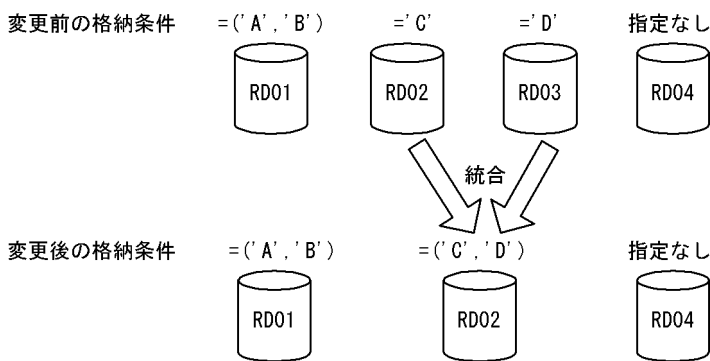 変更前の格納条件 =('A','B') ='C' ='D' 指定なし
RD01 RD02 RD03 RD04
統合
変更後の格納条件 =('A','B') =('C','D') 指定なし
RD01 RD02 RD04